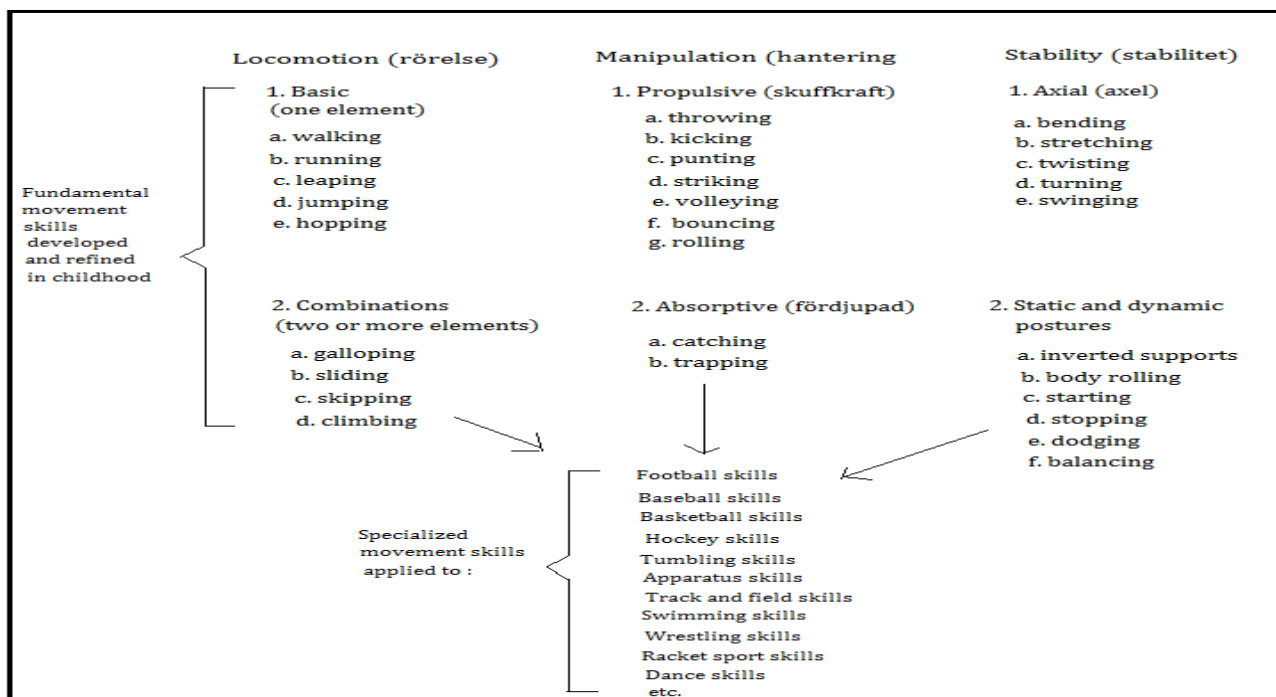 Locomotion (rörelse)
Manipulation (hantering
Stability (stabilitet)
1. Basic
(one element)
a. walking
b. running
c. leaping
d. jumping
e. hopping
1. Propulsive (skuffkraft)
a. throwing
b. kicking
c. punting
d. striking
e. volleying
f. bouncing
g. rolling
1. Axial (axel)
a. bending
b. stretching
c. twisting
d. turning
e. swinging
Fundamental
movement
skills
developed
and refined
in childhood
2. Combinations
(two or more elements)
a. galloping
b. sliding
c. skipping
d. climbing
2. Absorptive (fördjupad)
a. catching
b. trapping
2. Static and dynamic
postures
a. inverted supports
b. body rolling
c. starting
d. stopping
e. dodging
f. balancing
Specialized
movement skills
applied to :
Football skills
Baseball skills
Basketball skills
Hockey skills
Tumbling skills
Apparatus skills
Track and field skills
Swimming skills
Wrestling skills
Racket sport skills
Dance skills
etc.